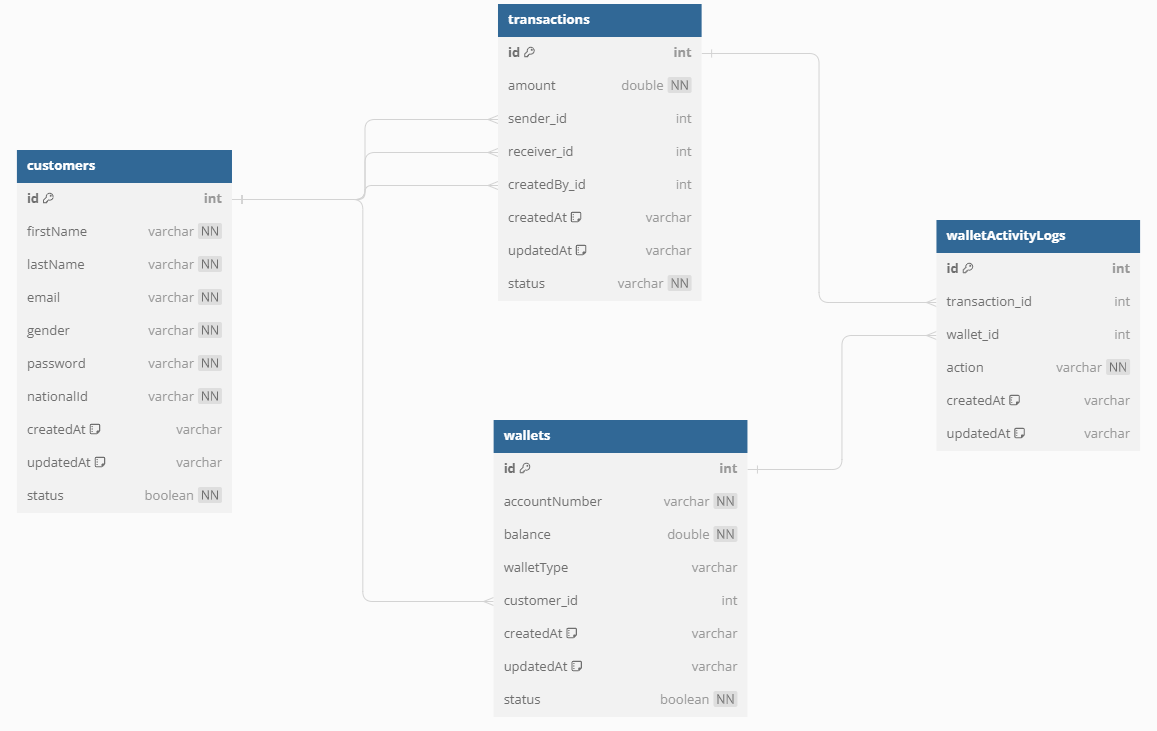 transactions
id int
amount double NN
sender_id int
receiver_id int
createdBy_id int
createdAt varchar
updatedAt varchar
status varchar NN
customers
id int
firstName varchar NN
lastName varchar NN
email varchar NN
gender varchar NN
password varchar NN
nationalId varchar NN
createdAt varchar
updatedAt varchar
status boolean NN
walletActivityLogs
id int
transaction_id int
wallet_id int
action varchar NN
createdAt varchar
updatedAt varchar
wallets
id int
accountNumber varchar NN
balance double NN
walletType varchar
customer_id int
createdAt varchar
updatedAt varchar
status boolean NN